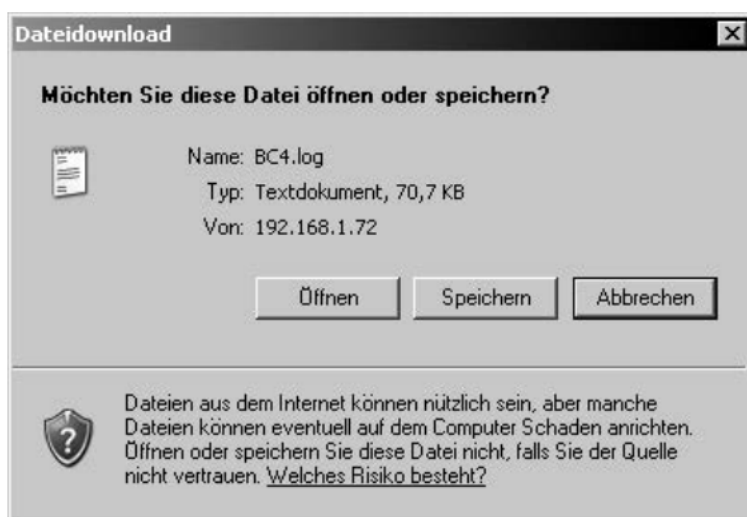 Dateidownload
Möchten Sie diese Datei öffnen oder speichern?
Name: BC4.log
Typ: Textdokument, 70,7 KB
Von: 192.168.1.72
Öffnen Speichern Abbrechen
Dateien aus dem Internet können nützlich sein, aber manche
Dateien können eventuell auf dem Computer Schaden anrichten.
Öffnen oder speichern Sie diese Datei nicht, falls Sie der Quelle
nicht vertrauen. Welches Risiko besteht?